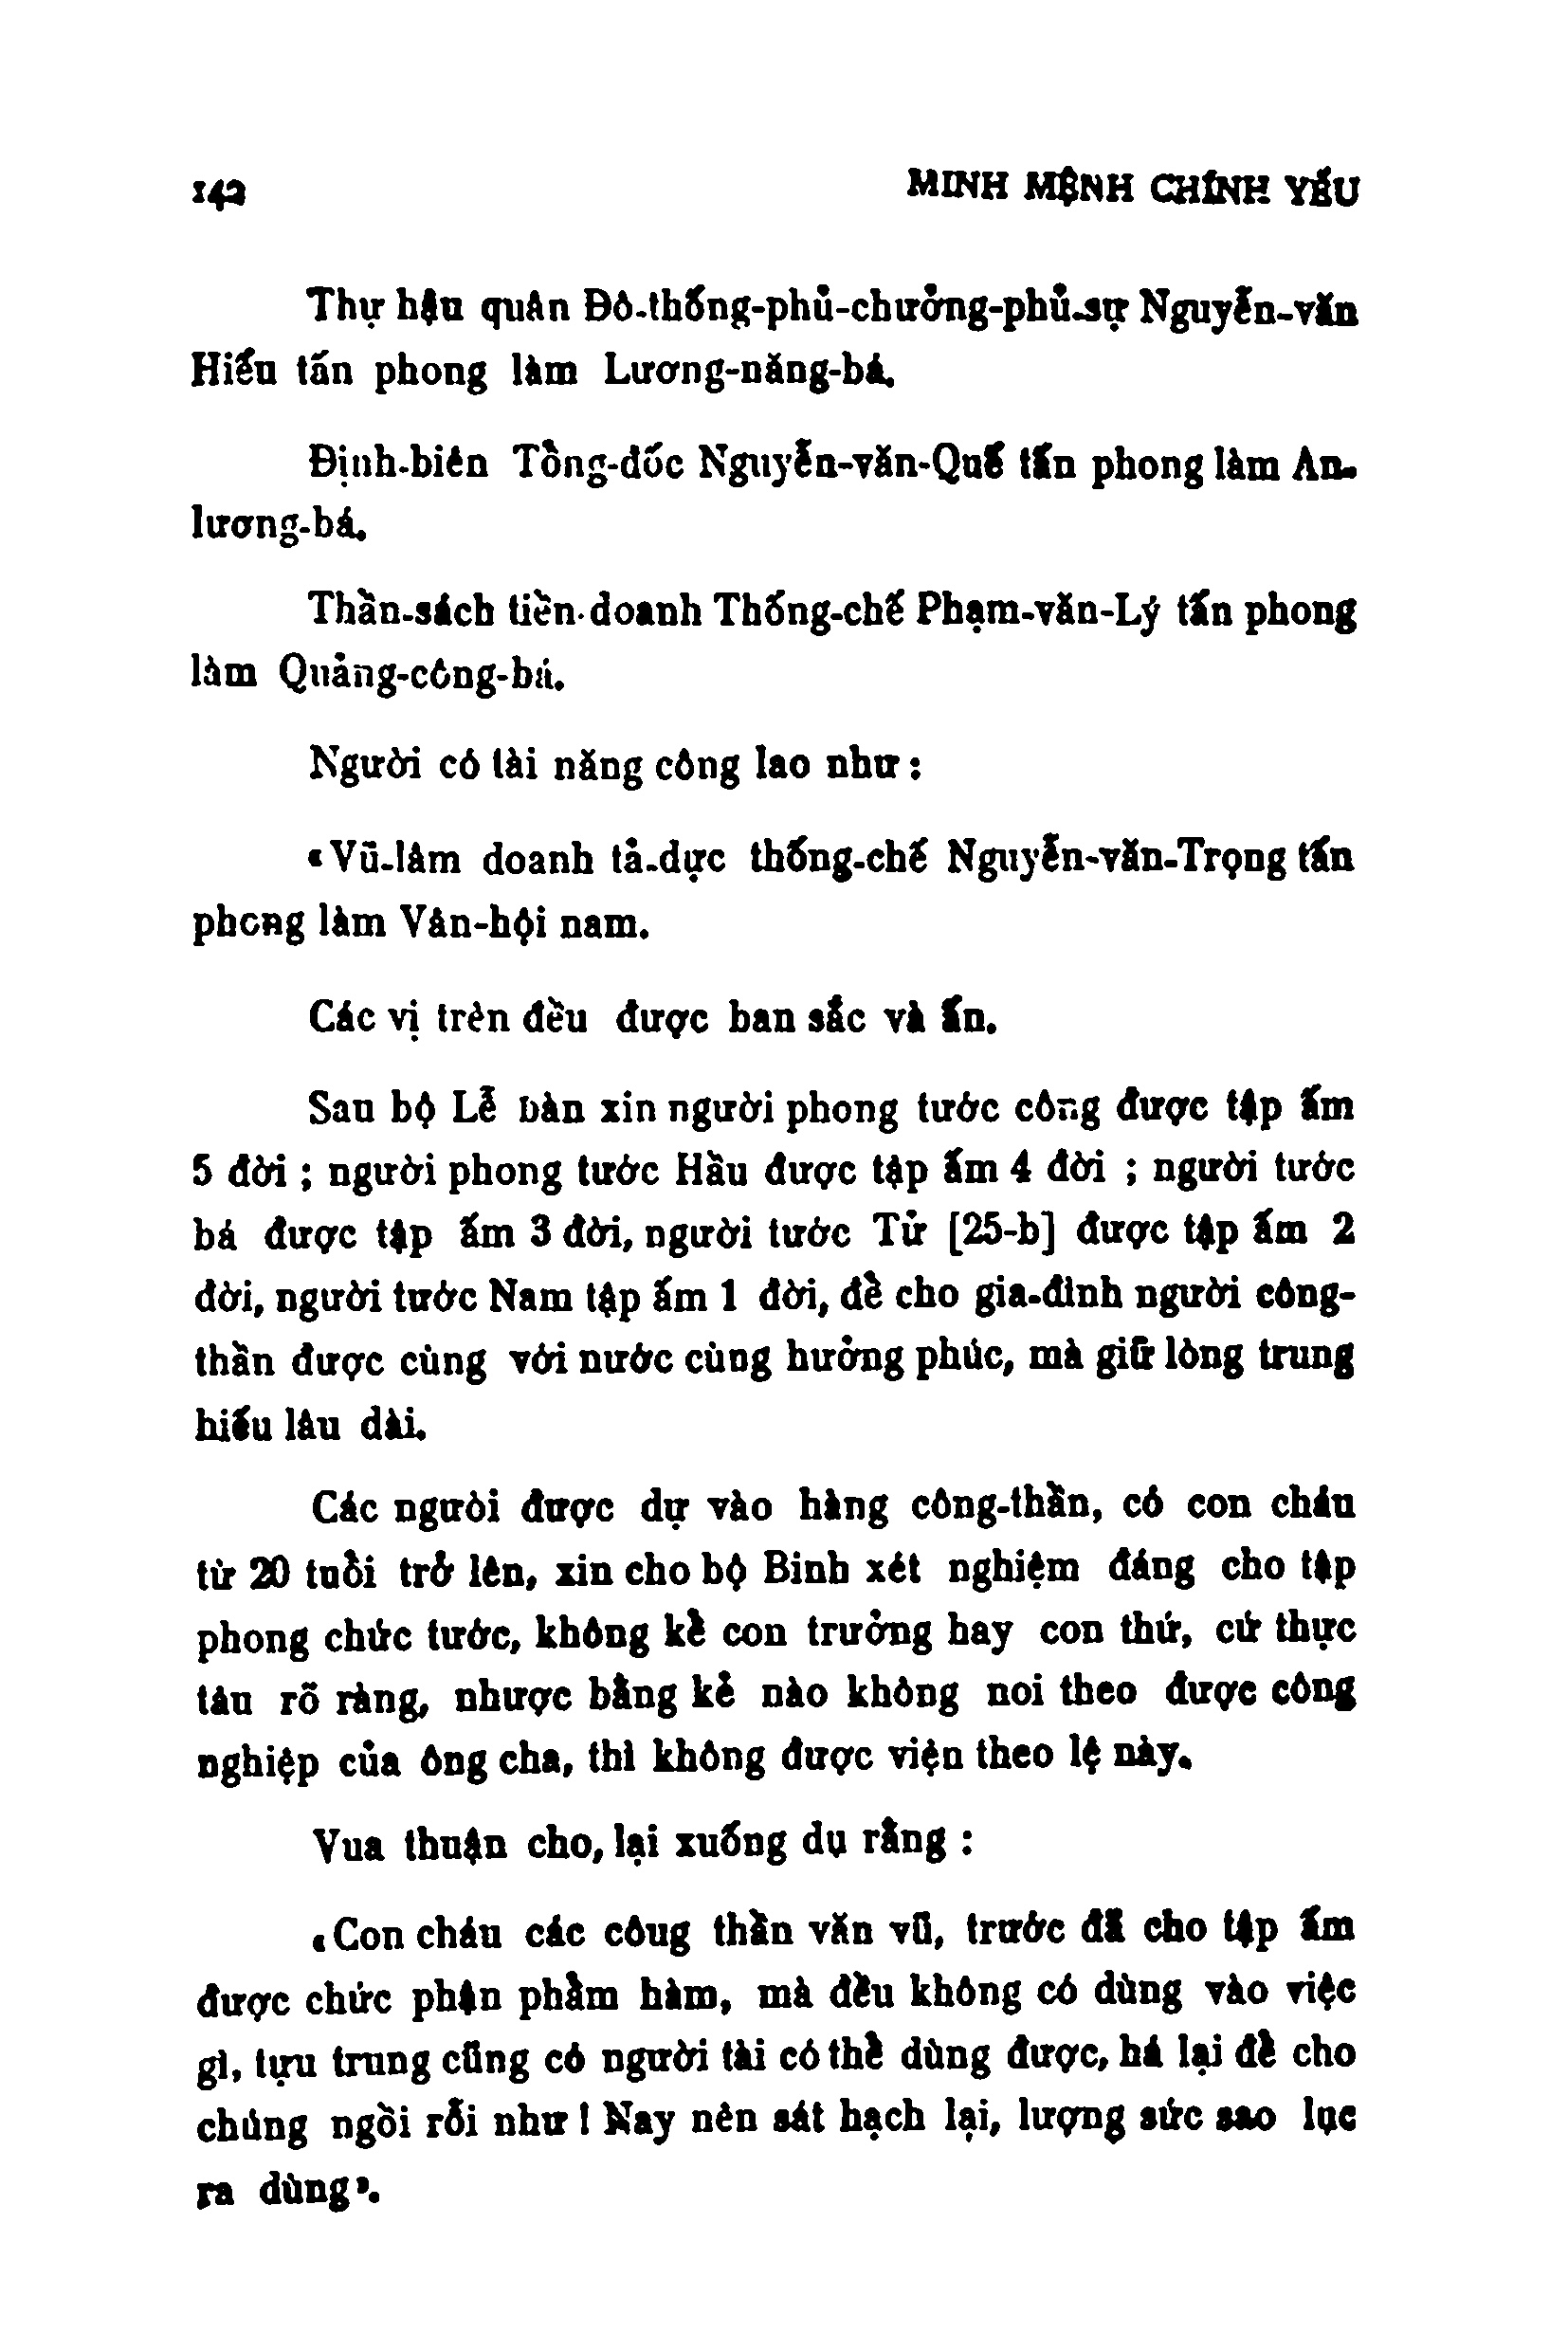 142
MINH MỆNH CHÍNH YẾU
Thự hậu quân Đô-thống-phủ-chưởng-phủ-sự Nguyễn-văn
Hiếu tấn phong làm Lương-năng-bá.
Định-biên Tổng-đốc Nguyễn-văn-Quế tấn phong làm An-
lương-bá.
Thần-sách tiền-doanh Thống-chế Phạm-văn-Lý tấn phong
làm Quảng-công-bá.
Người có tài năng công lao như :
«Vũ-lâm doanh tả-dực thống-chế Nguyễn-văn-Trọng tấn
phong làm Vân-hội nam.
Các vị trên đều được ban sắc và ấn.
Sau bộ Lễ bàn xin người phong tước công được tập ấm
5 đời ; người phong tước Hầu được tập ấm 4 đời ; người tước
bá được tập ấm 3 đời, người tước Tử [25-b] được tập ấm 2
đời, người tước Nam tập ấm 1 đời, để cho gia-đình người công-
thần được cùng với nước cùng hưởng phúc, mà giữ lòng trung
hiếu lâu dài.
Các người được dự vào hàng công-thần, có con cháu
từ 20 tuổi trở lên, xin cho bộ Binh xét nghiệm đáng cho tập
phong chức tước, không kể con trưởng hay con thứ, cứ thực
tâu rõ ràng, nhược bằng kẻ nào không noi theo được công
nghiệp của ông cha, thì không được viện theo lệ này.
Vua thuận cho, lại xuống dụ rằng :
«Con cháu các côug thần văn vũ, trước đã cho tập ấm
được chức phận phẩm hàm, mà đều không có dùng vào việc
gì, tựu trung cũng có người tài có thể dùng được, há lại để cho
chúng ngồi rỗi như ! Nay nên sát hạch lại, lượng sức sao lục
ra dùng».